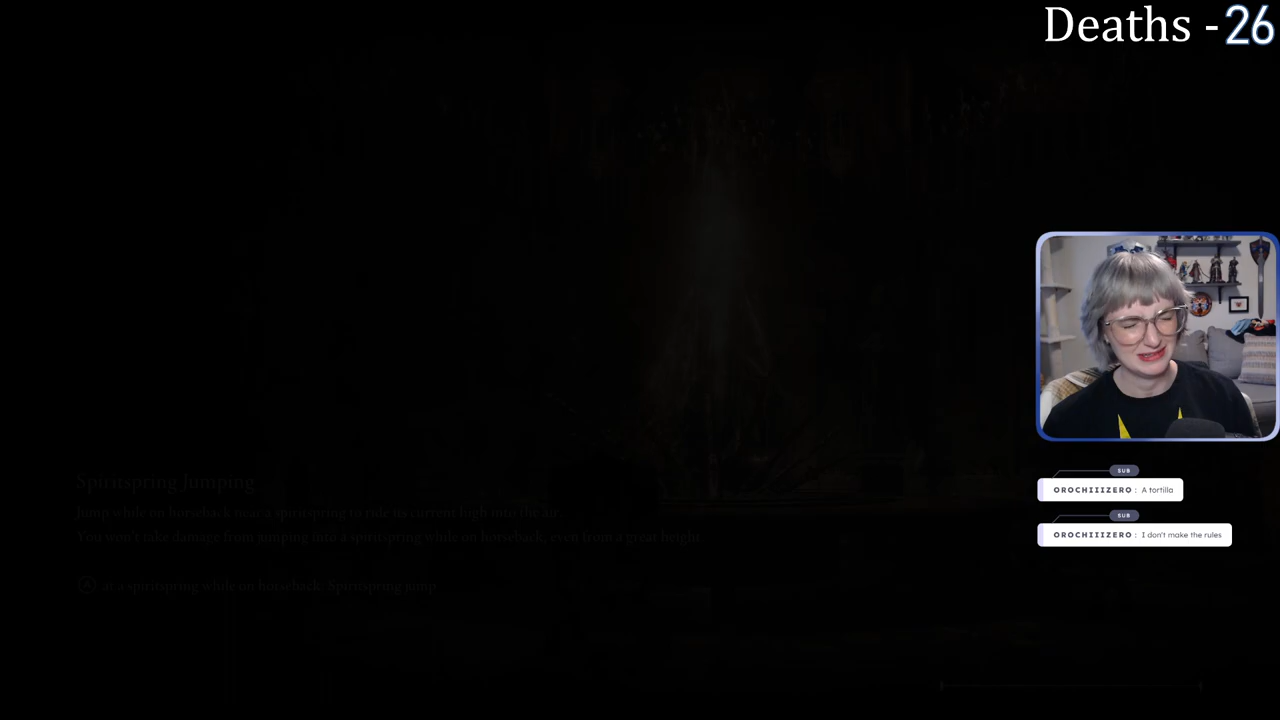 Deaths - 26
Spiritspring Jumping
Jump while on horseback near a spiritspring to ride its current high into the air.
You won't take damage from jumping into a spiritspring while on horseback, even from a great height.
A at a spiritspring while on horseback: Spiritspring jump
SUB
OROCHIIIZERO : A tortilla
SUB
OROCHIIIZERO : I don't make the rules